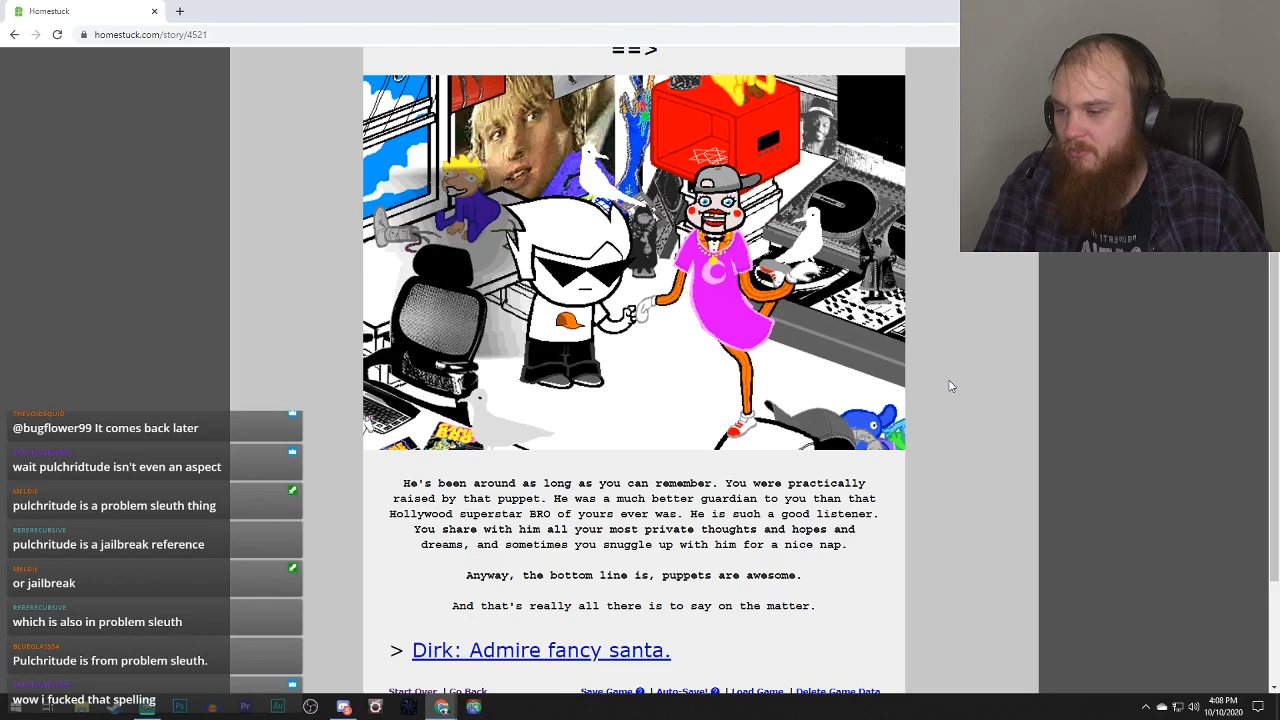 Homestuck
homestuck.com/story/4521
==>
THEVOIDSQUID
@bugflower99 It comes back later
wait pulchridtude isn't even an aspect
MELDIE
pulchritude is a problem sleuth thing
RERERECURSIVE
pulchritude is a jailbreak reference
MELDIE
or jailbreak
RERERECURSIVE
which is also in problem sleuth
BLUEGLASS54
Pulchritude is from problem sleuth.
wow i fucked that spelling
He's been around as long as you can remember. You were practically
raised by that puppet. He was a much better guardian to you than that
Hollywood superstar BRO of yours ever was. He is such a good listener.
You share with him all your most private thoughts and hopes and
dreams, and sometimes you snuggle up with him for a nice nap.
Anyway, the bottom line is, puppets are awesome.
And that's really all there is to say on the matter.
> Dirk: Admire fancy santa.
Start Over | Go Back
Save Game ? | Auto-Save! ? | Load Game | Delete Game Data
4:08 PM
10/10/2020